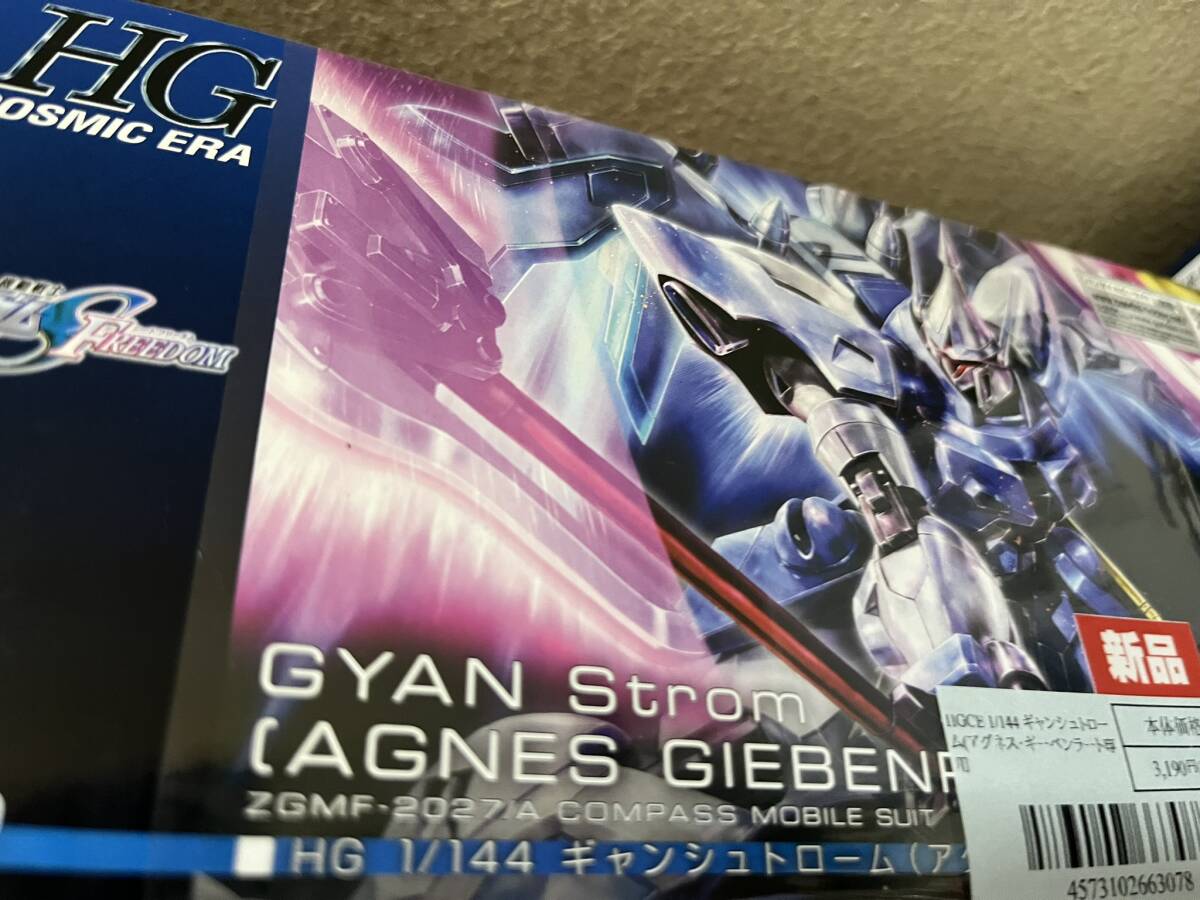 HG
COSMIC ERA
FREEDOM
GYAN Strom
(AGNES GIEBENR
ZGMF-2027/A COMPASS MOBILE SUIT
HG 1/144 ギャンシュトローム(アグ
新品
HGCE 1/144 ギャンシュトロー
ム(アグネス・ギーベンラート専
用
本体価格
3,190円
4573102663078